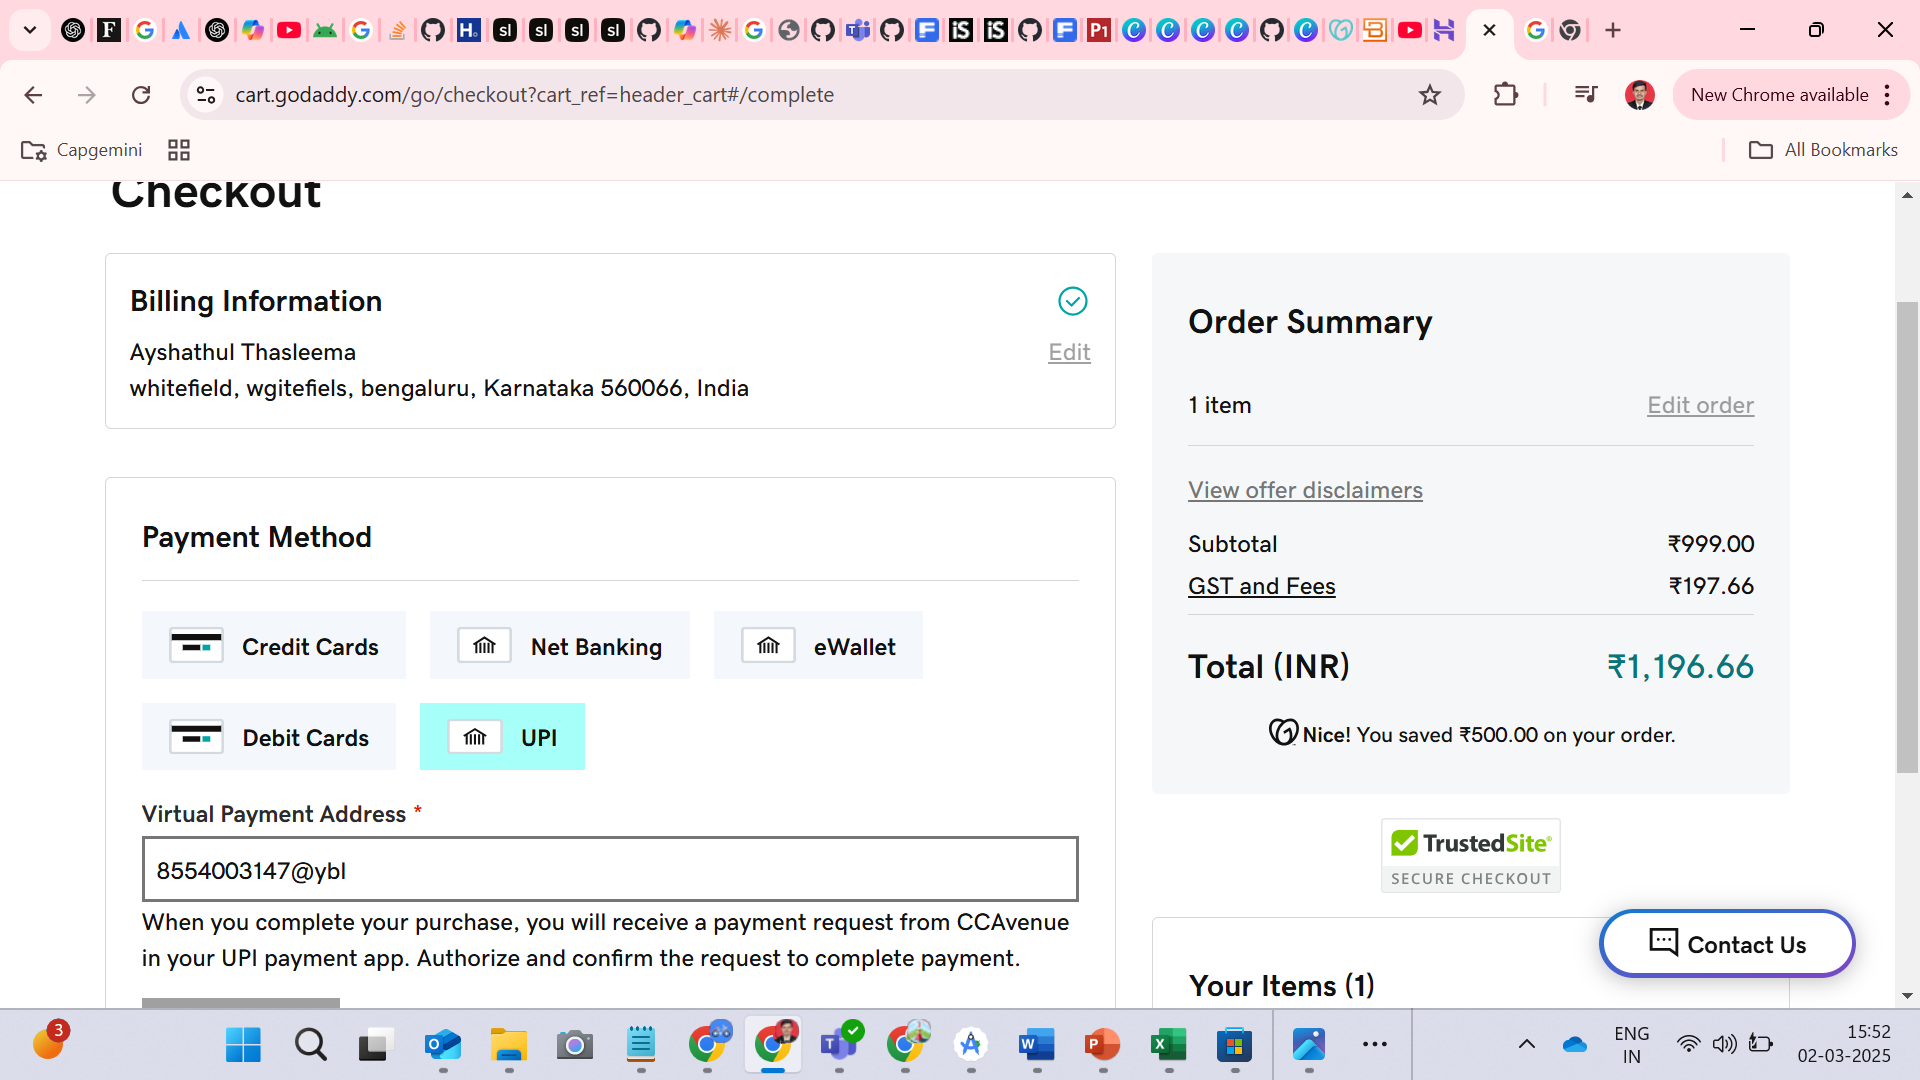 cart.godaddy.com/go/checkout?cart_ref=header_cart#/complete
New Chrome available
Capgemini
All Bookmarks
Checkout
Billing Information
Ayshathul Thasleema
Edit
whitefield, wgitefiels, bengaluru, Karnataka 560066, India
Payment Method
Credit Cards
Net Banking
eWallet
Debit Cards
UPI
Virtual Payment Address *
8554003147@ybl
When you complete your purchase, you will receive a payment request from CCAvenue
in your UPI payment app. Authorize and confirm the request to complete payment.
Order Summary
1 item
Edit order
View offer disclaimers
Subtotal
₹999.00
GST and Fees
₹197.66
Total (INR)
₹1,196.66
Nice! You saved ₹500.00 on your order.
TrustedSite®
SECURE CHECKOUT
Contact Us
Your Items (1)
3
ENG
IN
15:52
02-03-2025